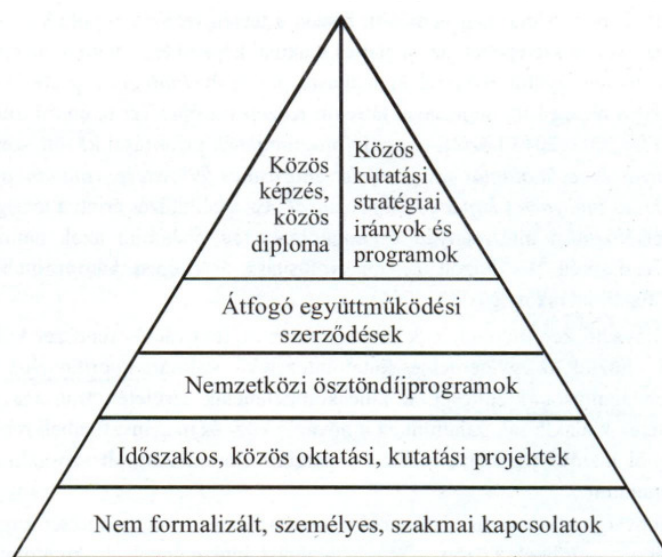 Közös
képzés,
közös
diploma
Közös
kutatási
stratégiai
irányok és
programok
Átfogó együttműködési
szerződések
Nemzetközi ösztöndíjprogramok
Időszakos, közös oktatási, kutatási projektek
Nem formalizált, személyes, szakmai kapcsolatok